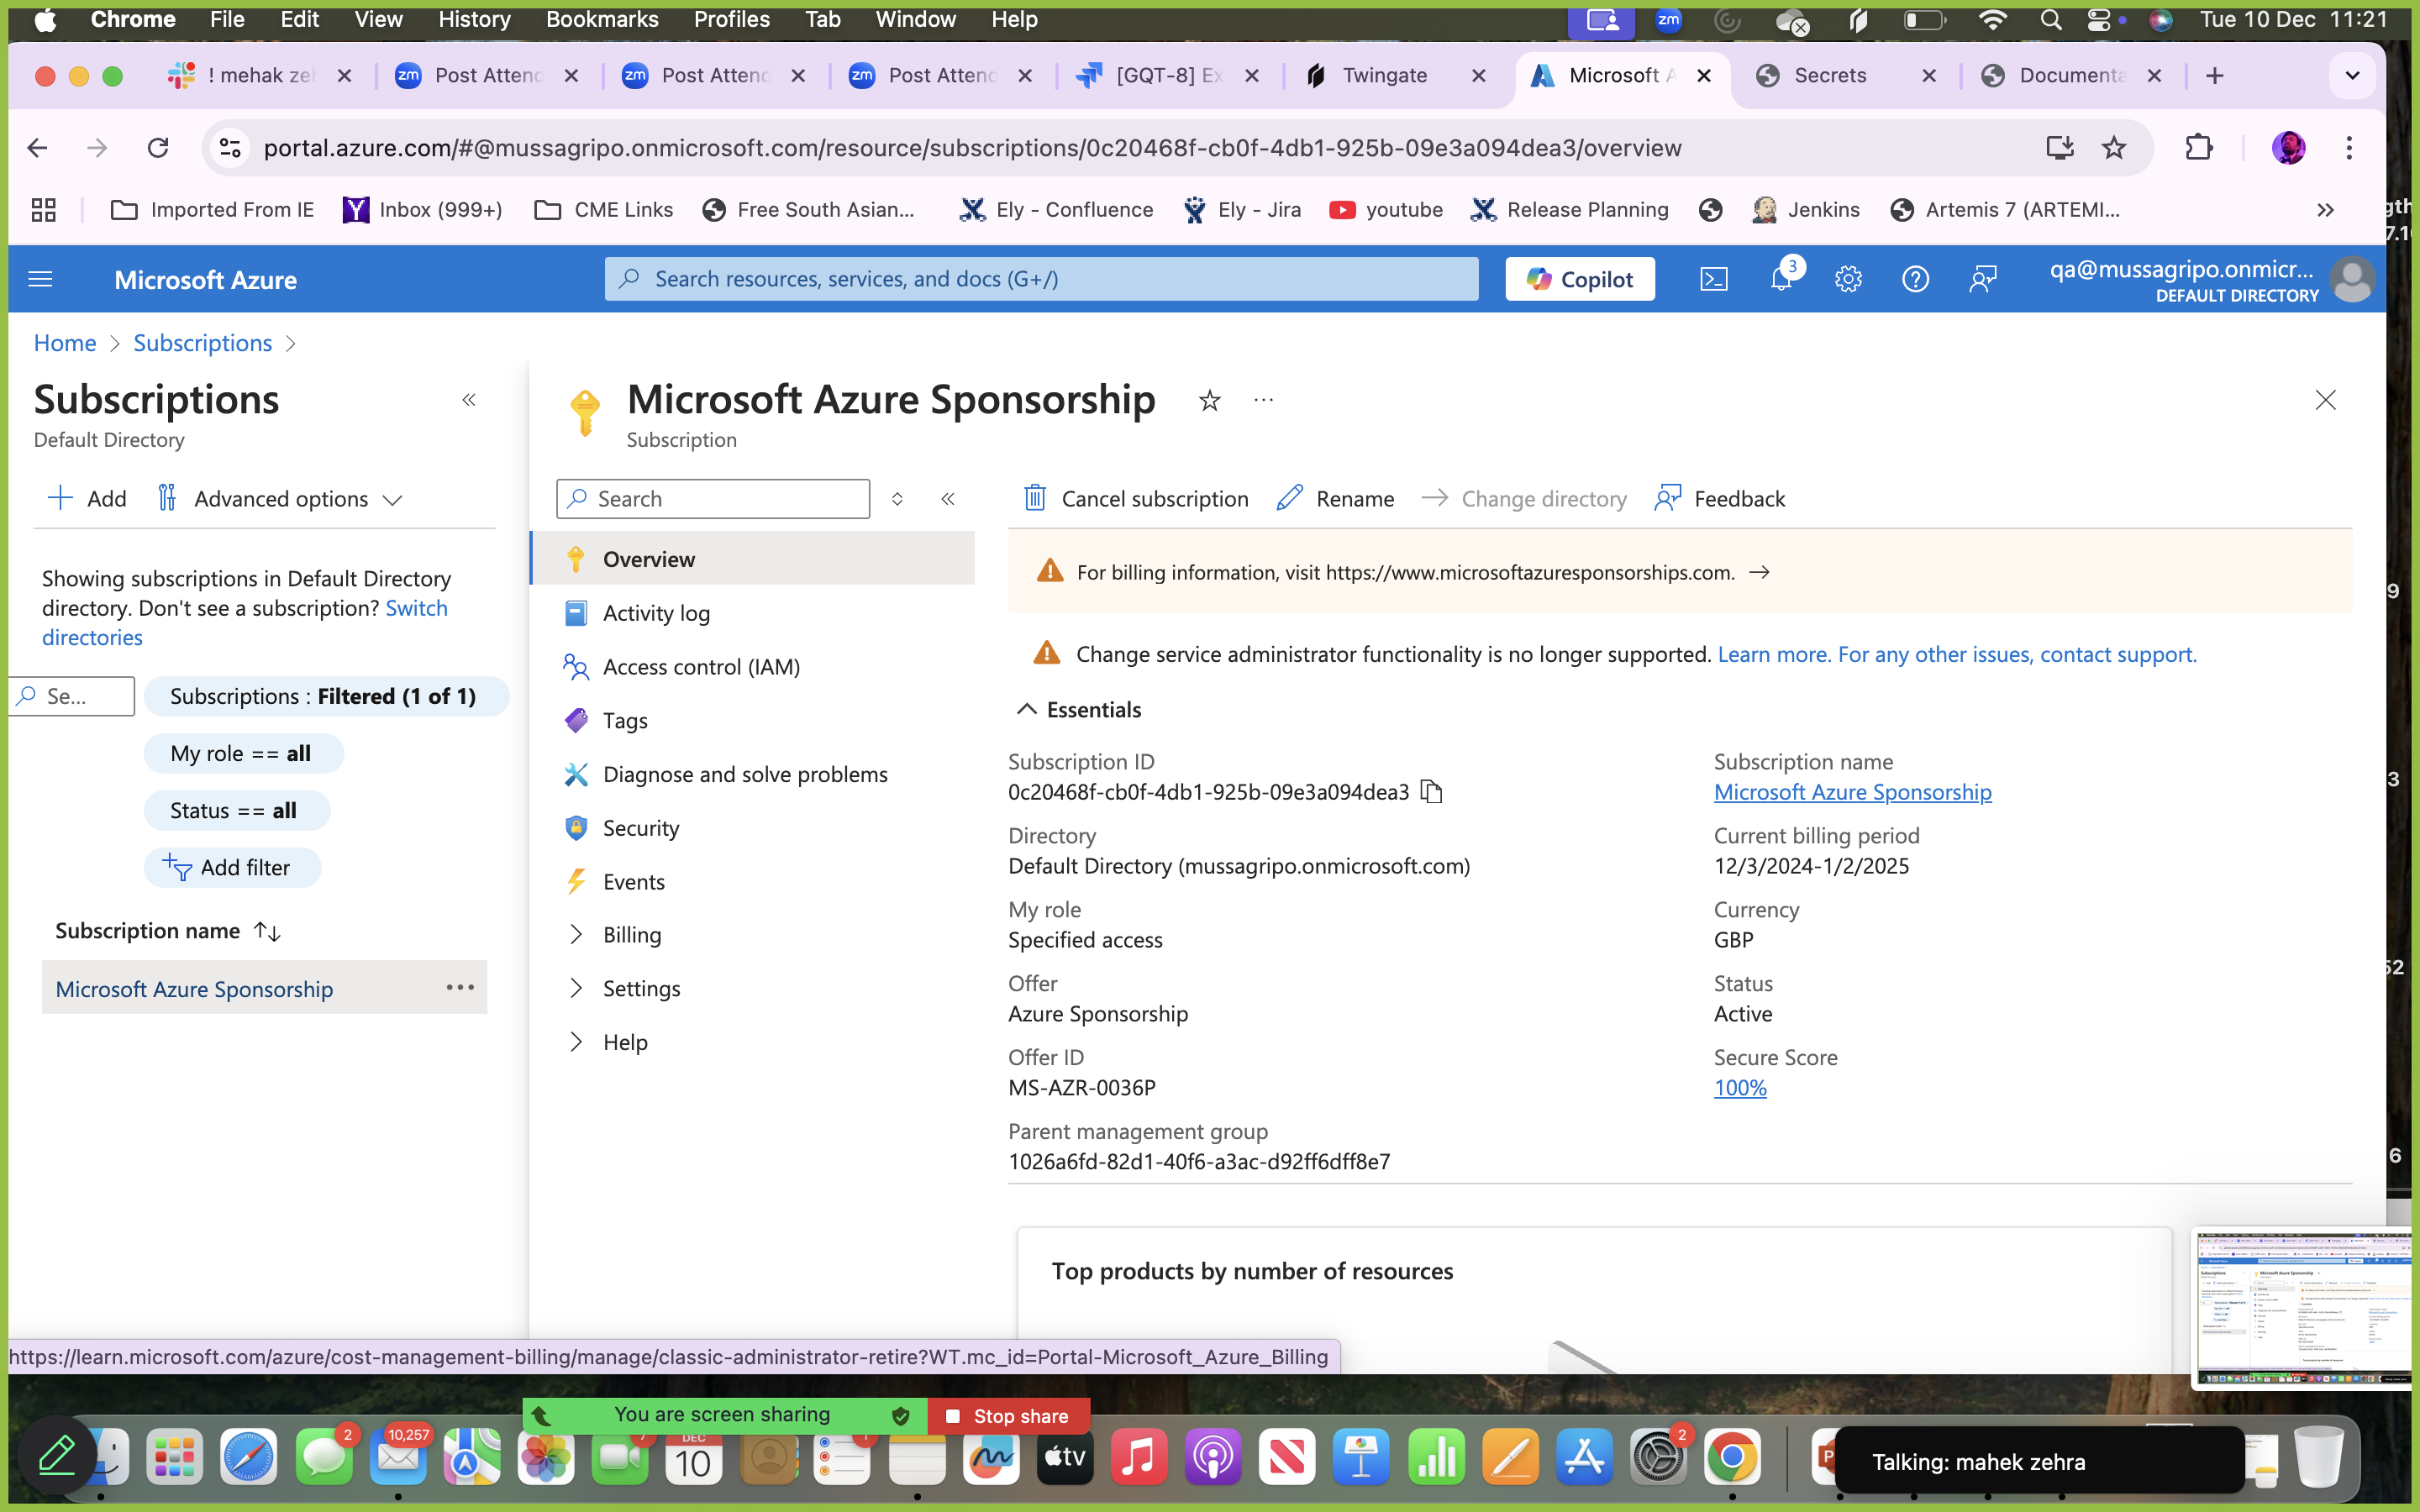 Chrome File Edit View History Bookmarks Profiles Tab Window Help
zm
Tue 10 Dec 11:21
! mehak zel
zm Post Attend
zm Post Attend
zm Post Attend
[GQT-8] Ex
Twingate
Microsoft A
Secrets
Documenta
portal.azure.com/#@mussagripo.onmicrosoft.com/resource/subscriptions/0c20468f-cb0f-4db1-925b-09e3a094dea3/overview
Imported From IE
Inbox (999+)
CME Links
Free South Asian...
Ely - Confluence
Ely - Jira
youtube
Release Planning
Jenkins
Artemis 7 (ARTEMI...
Microsoft Azure
Search resources, services, and docs (G+/)
Copilot
3
qa@mussagripo.onmicr...
DEFAULT DIRECTORY
Home > Subscriptions >
Subscriptions
Default Directory
Add
Advanced options
Showing subscriptions in Default Directory
directory. Don't see a subscription? Switch
directories
Se...
Subscriptions : Filtered (1 of 1)
My role == all
Status == all
Add filter
Subscription name
Microsoft Azure Sponsorship
Microsoft Azure Sponsorship
Subscription
Search
Overview
Activity log
Access control (IAM)
Tags
Diagnose and solve problems
Security
Events
Billing
Settings
Help
Cancel subscription
Rename
Change directory
Feedback
For billing information, visit https://www.microsoftazuresponsorships.com.
Change service administrator functionality is no longer supported. Learn more. For any other issues, contact support.
Essentials
Subscription ID
0c20468f-cb0f-4db1-925b-09e3a094dea3
Directory
Default Directory (mussagripo.onmicrosoft.com)
My role
Specified access
Offer
Azure Sponsorship
Offer ID
MS-AZR-0036P
Parent management group
1026a6fd-82d1-40f6-a3ac-d92ff6dff8e7
Subscription name
Microsoft Azure Sponsorship
Current billing period
12/3/2024-1/2/2025
Currency
GBP
Status
Active
Secure Score
100%
Top products by number of resources
https://learn.microsoft.com/azure/cost-management-billing/manage/classic-administrator-retire?WT.mc_id=Portal-Microsoft_Azure_Billing
You are screen sharing
Stop share
2
10,257
DEC
10
tv
2
Talking: mahek zehra